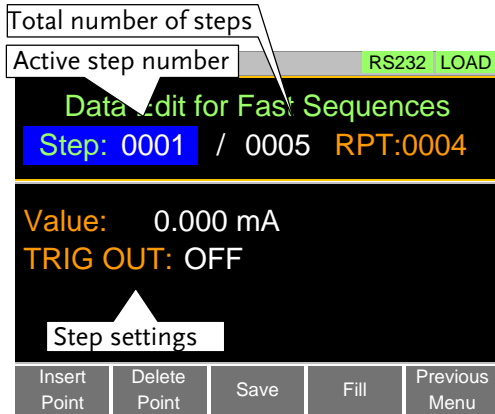 Total number of steps
Active step number
RS232 LOAD
Data Edit for Fast Sequences
Step: 0001 / 0005 RPT:0004
Value: 0.000 mA
TRIG OUT: OFF
Step settings
Insert Point
Delete Point
Save
Fill
Previous Menu